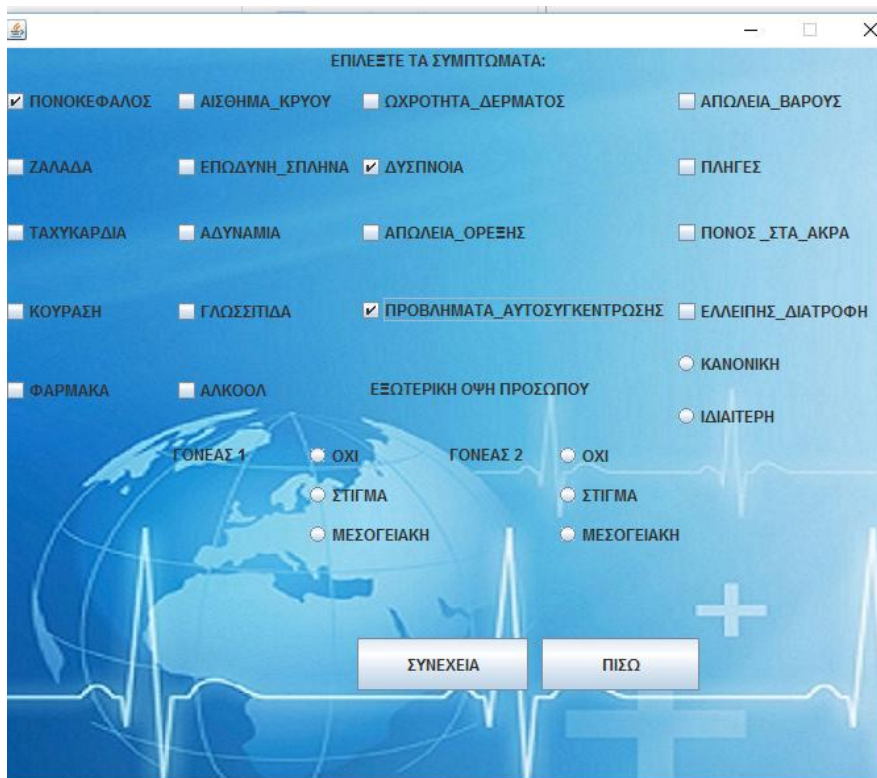 ΕΠΙΛΕΞΤΕ ΤΑ ΣΥΜΠΤΩΜΑΤΑ:
ΠΟΝΟΚΕΦΑΛΟΣ ΑΙΣΘΗΜΑ_ΚΡΥΟΥ ΩΧΡΟΤΗΤΑ_ΔΕΡΜΑΤΟΣ ΑΠΩΛΕΙΑ_ΒΑΡΟΥΣ
ΖΑΛΑΔΑ ΕΠΩΔΥΝΗ_ΣΠΛΗΝΑ ΔΥΣΠΝΟΙΑ ΠΛΗΓΕΣ
ΤΑΧΥΚΑΡΔΙΑ ΑΔΥΝΑΜΙΑ ΑΠΩΛΕΙΑ_ΟΡΕΞΗΣ ΠΟΝΟΣ _ΣΤΑ_ΑΚΡΑ
ΚΟΥΡΑΣΗ ΓΛΩΣΣΙΤΙΔΑ ΠΡΟΒΛΗΜΑΤΑ_ΑΥΤΟΣΥΓΚΕΝΤΡΩΣΗΣ ΕΛΛΕΙΠΗΣ_ΔΙΑΤΡΟΦΗ
ΚΑΝΟΝΙΚΗ
ΦΑΡΜΑΚΑ ΑΛΚΟΟΛ ΕΞΩΤΕΡΙΚΗ ΟΨΗ ΠΡΟΣΩΠΟΥ
ΙΔΙΑΙΤΕΡΗ
ΓΟΝΕΑΣ 1 ΟΧΙ ΓΟΝΕΑΣ 2 ΟΧΙ
ΣΤΙΓΜΑ ΣΤΙΓΜΑ
ΜΕΣΟΓΕΙΑΚΗ ΜΕΣΟΓΕΙΑΚΗ
ΣΥΝΕΧΕΙΑ ΠΙΣΩ